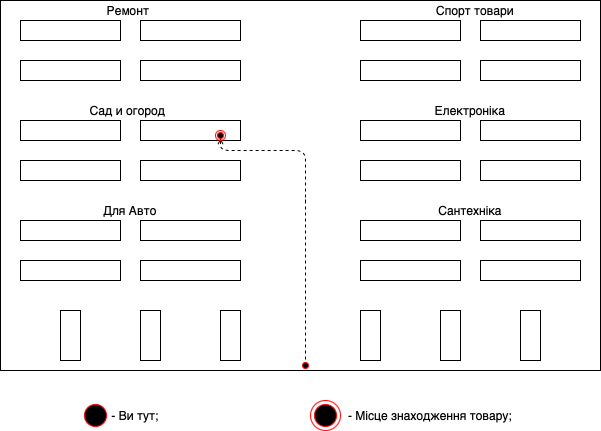 Ремонт
Спорт товари
Сад и огород
Електроніка
Для Авто
Сантехніка
- Ви тут;
- Місце знаходження товару;